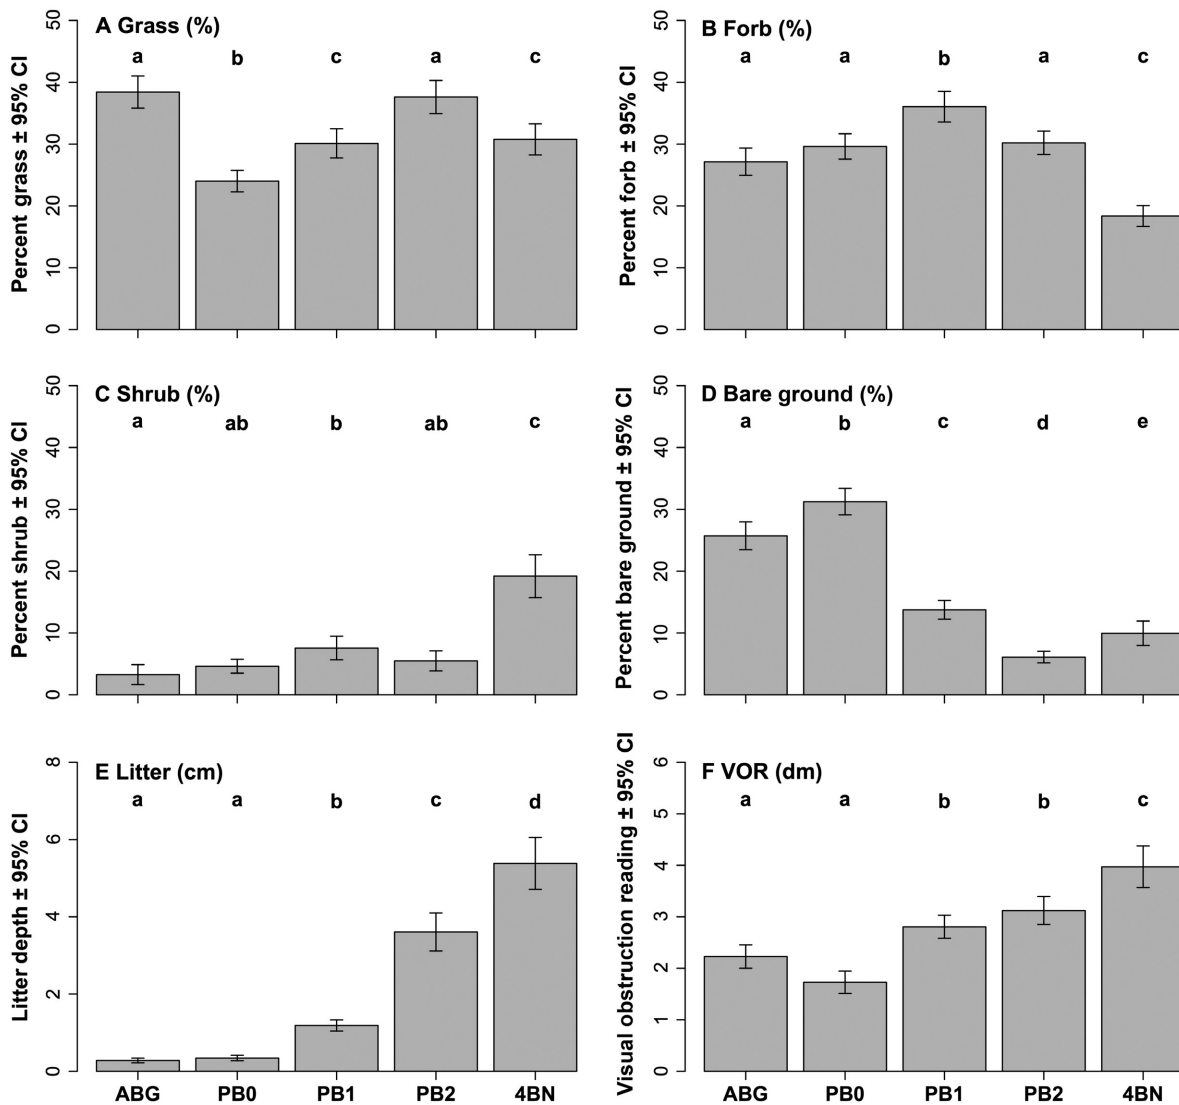 A Grass (%)
a b c a c
Percent grass ± 95% CI
0 10 20 30 40 50
B Forb (%)
a a b a c
Percent forb ± 95% CI
0 10 20 30 40 50
C Shrub (%)
a ab b ab c
Percent shrub ± 95% CI
0 10 20 30 40 50
D Bare ground (%)
a b c d e
Percent bare ground ± 95% CI
0 10 20 30 40 50
E Litter (cm)
a a b c d
Litter depth ± 95% CI
0 2 4 6 8
ABG PB0 PB1 PB2 4BN
F VOR (dm)
a a b b c
Visual obstruction reading ± 95% CI
0 1 2 3 4 5 6
ABG PB0 PB1 PB2 4BN